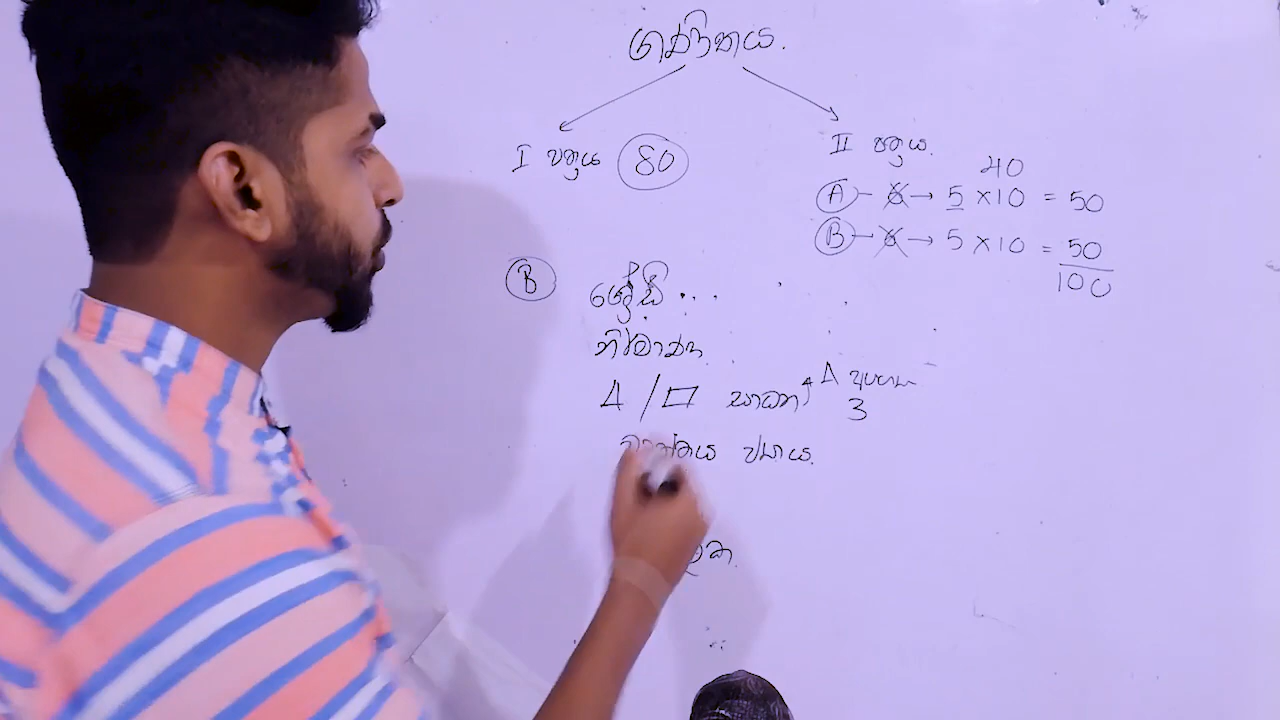 ගණිතය.
I පත්‍රය 80
II පත්‍රය.
40
A - 6 → 5 × 10 = 50
B - 6 → 5 × 10 = 50
100
B ශ්‍රේඪි...
නිර්මාණ
Δ / ▱ සාධන
3
ප්‍රමේය.